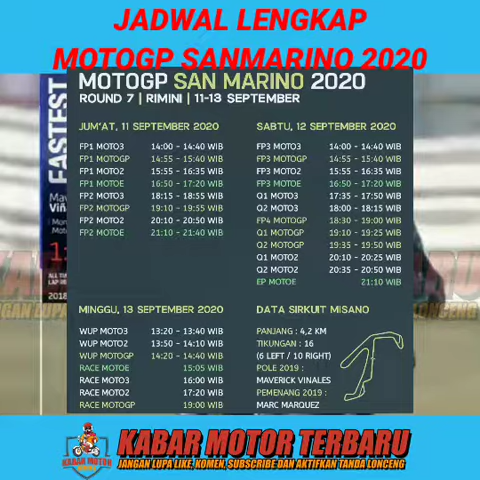 JADWAL LENGKAP
MOTOGP SANMARINO 2020
MOTOGP SAN MARINO 2020
ROUND 7 | RIMINI | 11-13 SEPTEMBER
JUM'AT, 11 SEPTEMBER 2020
FP1 MOTO3 14:00 - 14:40 WIB
FP1 MOTOGP 14:55 - 15:40 WIB
FP1 MOTO2 15:55 - 16:35 WIB
FP1 MOTOE 16:50 - 17:20 WIB
FP2 MOTO3 18:15 - 18:55 WIB
FP2 MOTOGP 19:10 - 19:55 WIB
FP2 MOTO2 20:10 - 20:50 WIB
FP2 MOTOE 21:10 - 21:40 WIB
SABTU, 12 SEPTEMBER 2020
FP3 MOTO3 14:00 - 14:40 WIB
FP3 MOTOGP 14:55 - 15:40 WIB
FP3 MOTO2 15:55 - 16:35 WIB
FP3 MOTOE 16:50 - 17:20 WIB
Q1 MOTO3 17:35 - 17:50 WIB
Q2 MOTO3 18:00 - 18:15 WIB
FP4 MOTOGP 18:30 - 19:00 WIB
Q1 MOTOGP 19:10 - 19:25 WIB
Q2 MOTOGP 19:35 - 19:50 WIB
Q1 MOTO2 20:10 - 20:25 WIB
Q2 MOTO2 20:35 - 20:50 WIB
EP MOTOE 21:10 WIB
MINGGU, 13 SEPTEMBER 2020
WUP MOTO3 13:20 - 13:40 WIB
WUP MOTO2 13:50 - 14:10 WIB
WUP MOTOGP 14:20 - 14:40 WIB
RACE MOTOE 15:05 WIB
RACE MOTO3 16:00 WIB
RACE MOTO2 17:20 WIB
RACE MOTOGP 19:00 WIB
DATA SIRKUIT MISANO
PANJANG : 4,2 KM
TIKUNGAN : 16
(6 LEFT / 10 RIGHT)
POLE 2019 :
MAVERICK VINALES
PEMENANG 2019 :
MARC MARQUEZ
FASTEST
KABAR MOTOR
KABAR MOTOR TERBARU
JANGAN LUPA LIKE, KOMEN, SUBSCRIBE DAN AKTIFKAN TANDA LONCENG